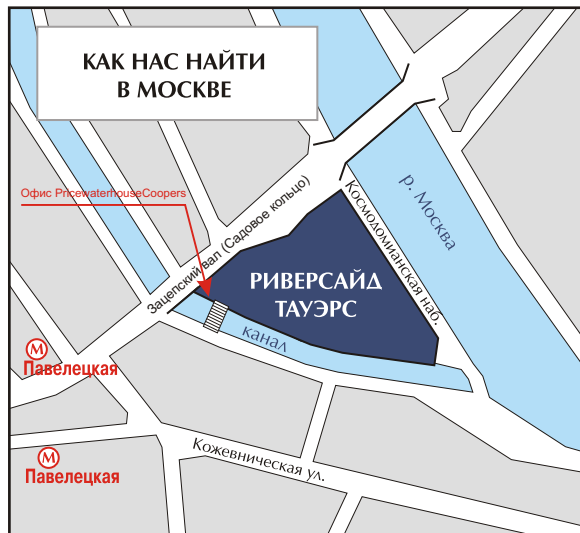 КАК НАС НАЙТИ
В МОСКВЕ
Офис PricewaterhouseCoopers
Зацепский вал (Садовое кольцо)
р. Москва
Космодомианская наб.
РИВЕРСАЙД
ТАУЭРС
канал
М
Павелецкая
Кожевническая ул.
М
Павелецкая